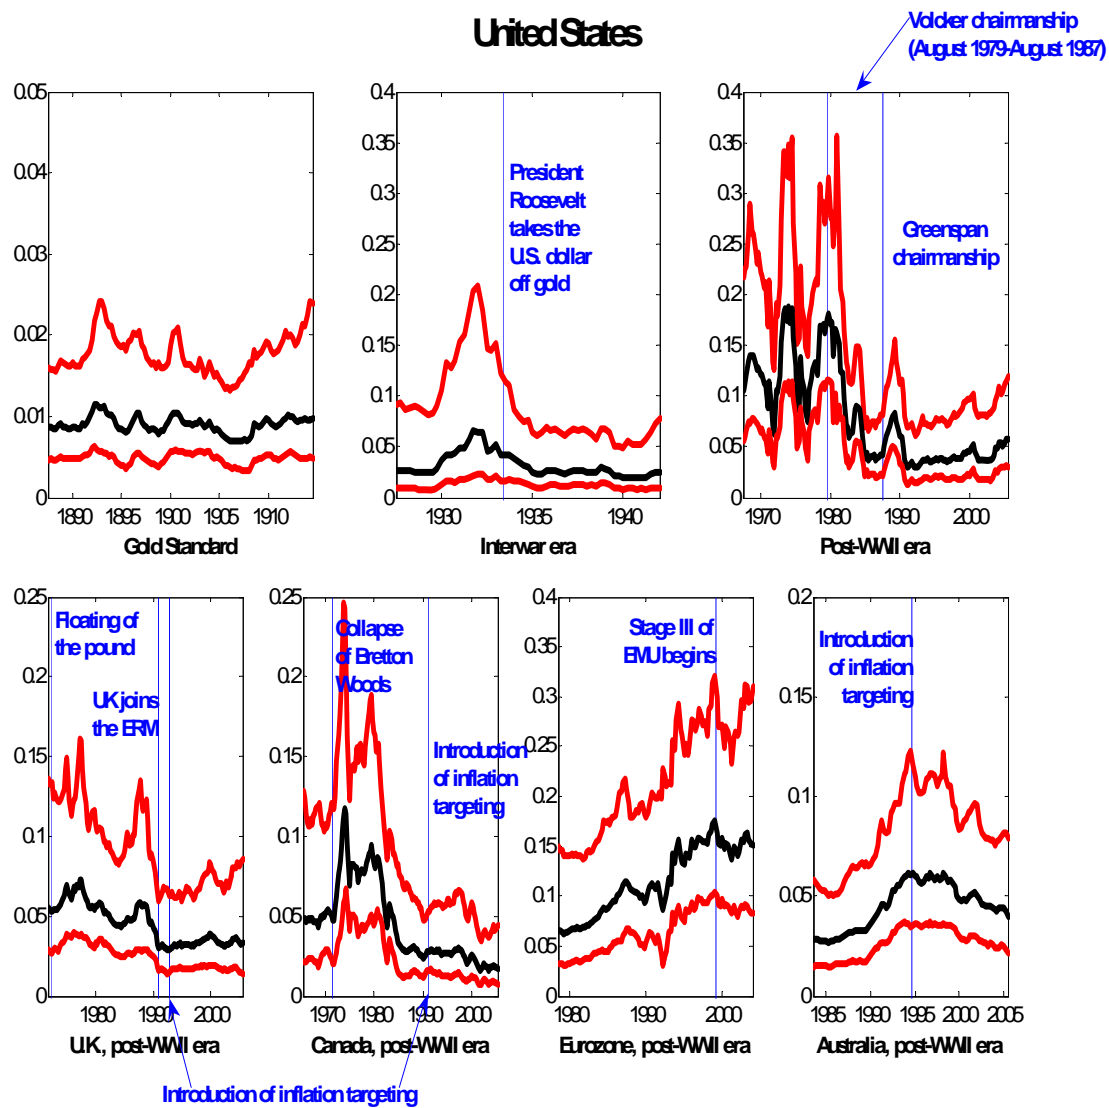 United States
Volcker chairmanship
(August 1979-August 1987)
0.05
0.04
0.03
0.02
0.01
0
1890 1895 1900 1905 1910
Gold Standard
0.4
0.35
0.3
0.25
0.2
0.15
0.1
0.05
0
President
Roosevelt
takes the
U.S. dollar
off gold
1930 1935 1940
Interwar era
0.4
0.35
0.3
0.25
0.2
0.15
0.1
0.05
0
Greenspan
chairmanship
1970 1980 1990 2000
Post-WWII era
0.25
0.2
0.15
0.1
0.05
0
Floating of
the pound
UK joins
the ERM
1980 1990 2000
U.K., post-WWII era
0.25
0.2
0.15
0.1
0.05
0
Collapse
of Bretton
Woods
Introduction
of inflation
targeting
1970 1980 1990 2000
Canada, post-WWII era
0.4
0.35
0.3
0.25
0.2
0.15
0.1
0.05
0
Stage III of
EMU begins
1980 1990 2000
Eurozone, post-WWII era
0.2
0.15
0.1
0.05
0
Introduction
of inflation
targeting
1985 1990 1995 2000 2005
Australia, post-WWII era
Introduction of inflation targeting